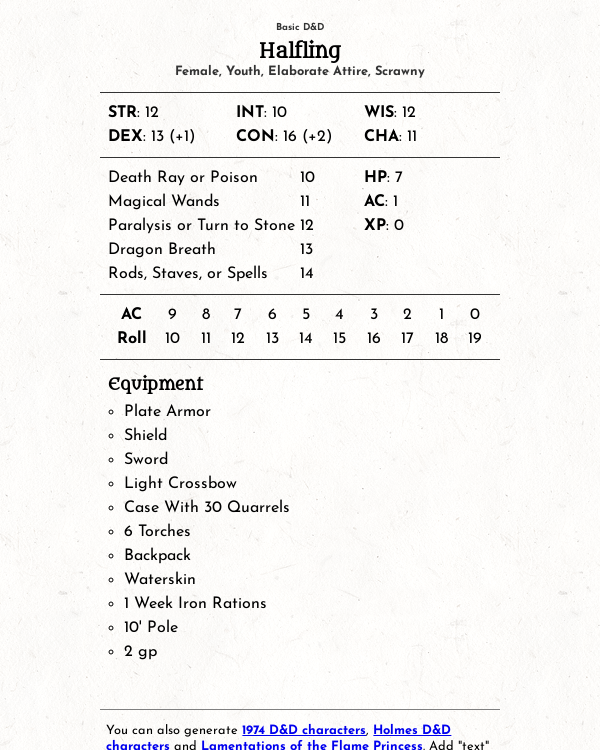 Basic D&D
Halfling
Female, Youth, Elaborate Attire, Scrawny
STR: 12 INT: 10 WIS: 12
DEX: 13 (+1) CON: 16 (+2) CHA: 11
Death Ray or Poison 10 HP: 7
Magical Wands 11 AC: 1
Paralysis or Turn to Stone 12 XP: 0
Dragon Breath 13
Rods, Staves, or Spells 14
AC 9 8 7 6 5 4 3 2 1 0
Roll 10 11 12 13 14 15 16 17 18 19
Equipment
Plate Armor
Shield
Sword
Light Crossbow
Case With 30 Quarrels
6 Torches
Backpack
Waterskin
1 Week Iron Rations
10' Pole
2 gp
You can also generate 1974 D&D characters, Holmes D&D
characters and Lamentations of the Flame Princess. Add "text"